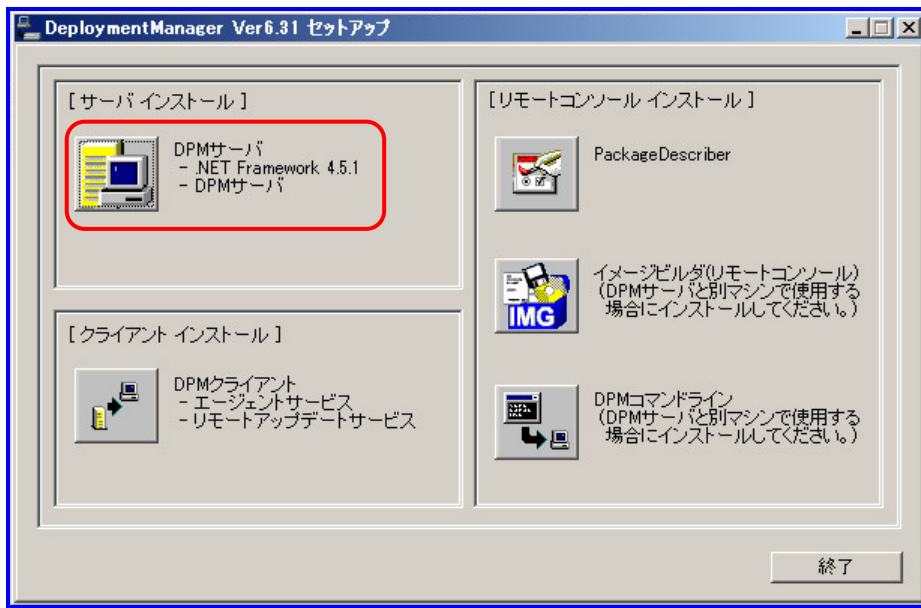 DeploymentManager Ver6.31 セットアップ
[ サーバ インストール ]
DPMサーバ
- .NET Framework 4.5.1
- DPMサーバ
[ クライアント インストール ]
DPMクライアント
- エージェントサービス
- リモートアップデートサービス
[ リモートコンソール インストール ]
PackageDescriber
IMG
イメージビルダ(リモートコンソール)
(DPMサーバと別マシンで使用する
場合にインストールしてください。)
DPMコマンドライン
(DPMサーバと別マシンで使用する
場合にインストールしてください。)
終了